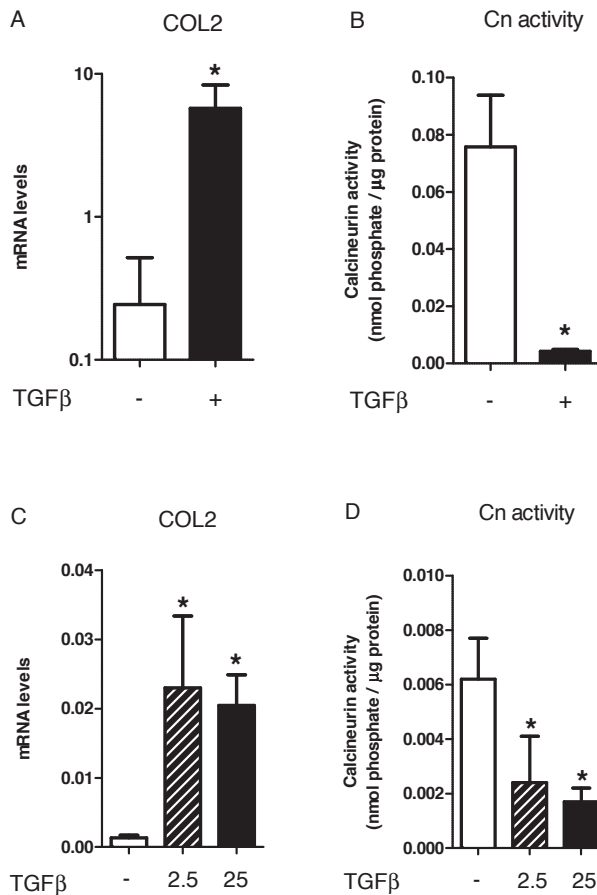 A
COL2
mRNA levels
10
1
0.1
*
TGFβ
-
+
B
Cn activity
Calcineurin activity
(nmol phosphate / µg protein)
0.10
0.08
0.06
0.04
0.02
0.00
*
-
+
C
COL2
mRNA levels
0.04
0.03
0.02
0.01
0.00
*
*
TGFβ
-
2.5
25
D
Cn activity
Calcineurin activity
(nmol phosphate / µg protein)
0.010
0.008
0.006
0.004
0.002
0.000
*
*
TGFβ
-
2.5
25